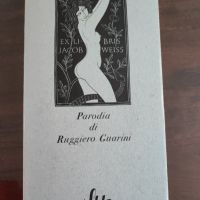 EX LI BRIS
JACOB WEISS
Parodia
di
Ruggiero Guarini